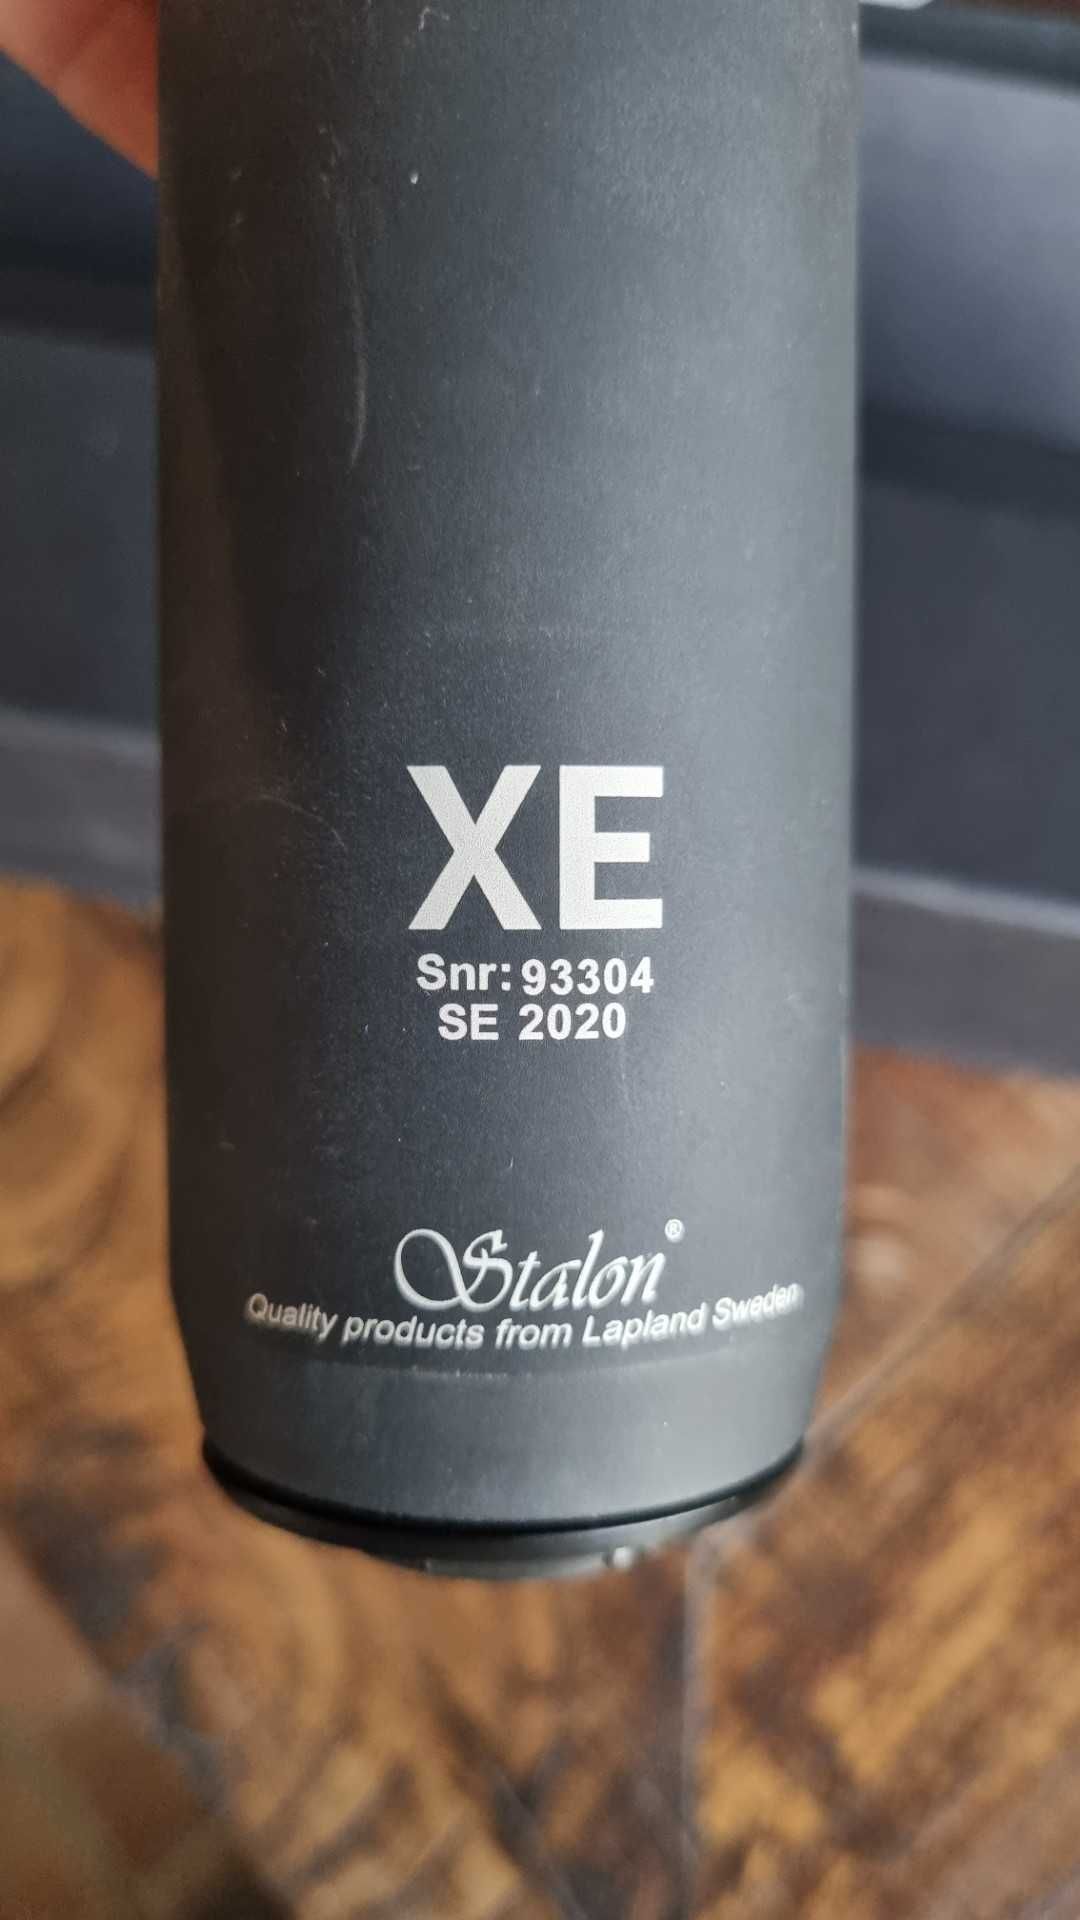 XE
Snr: 93304
SE 2020
Stalon®
Quality products from Lapland Sweden